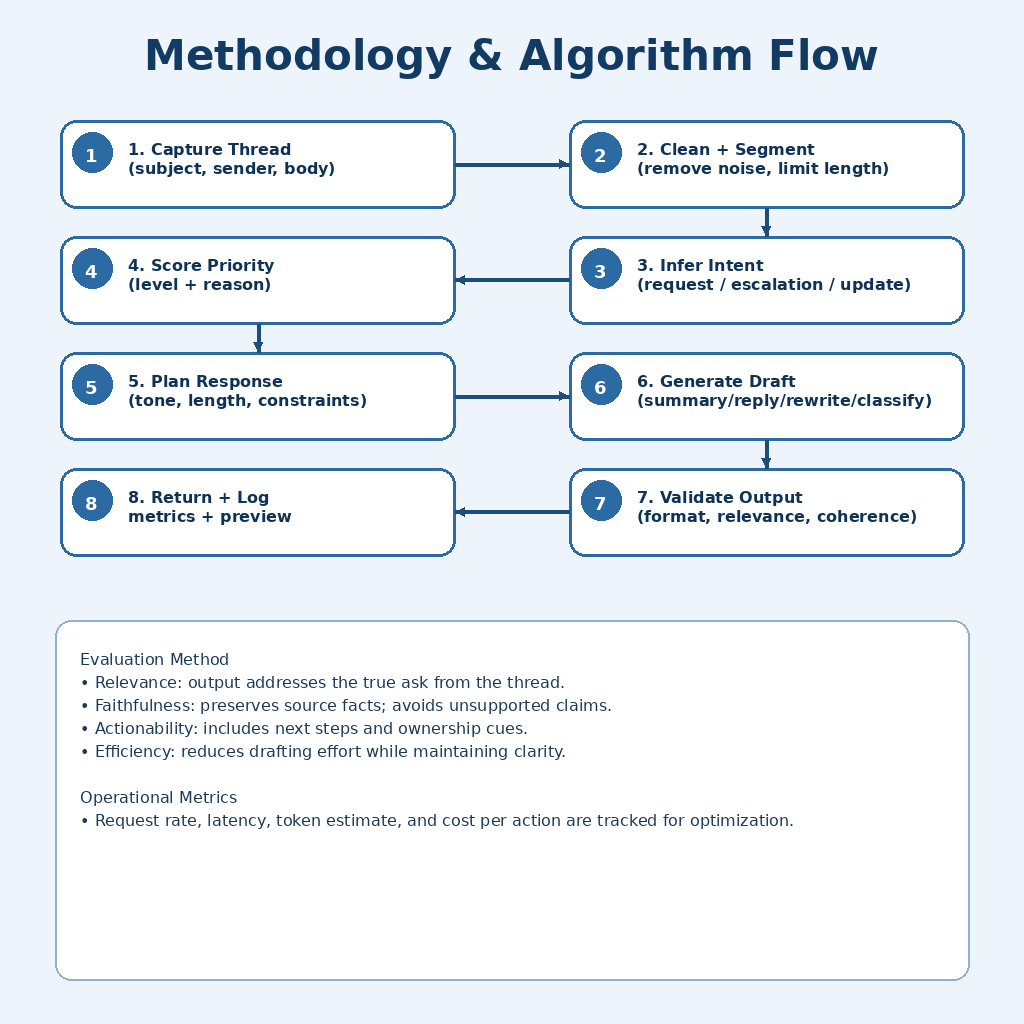 Methodology & Algorithm Flow
1
1. Capture Thread
(subject, sender, body)
2
2. Clean + Segment
(remove noise, limit length)
4
4. Score Priority
(level + reason)
3
3. Infer Intent
(request / escalation / update)
5
5. Plan Response
(tone, length, constraints)
6
6. Generate Draft
(summary/reply/rewrite/classify)
8
8. Return + Log
metrics + preview
7
7. Validate Output
(format, relevance, coherence)
Evaluation Method
• Relevance: output addresses the true ask from the thread.
• Faithfulness: preserves source facts; avoids unsupported claims.
• Actionability: includes next steps and ownership cues.
• Efficiency: reduces drafting effort while maintaining clarity.
Operational Metrics
• Request rate, latency, token estimate, and cost per action are tracked for optimization.